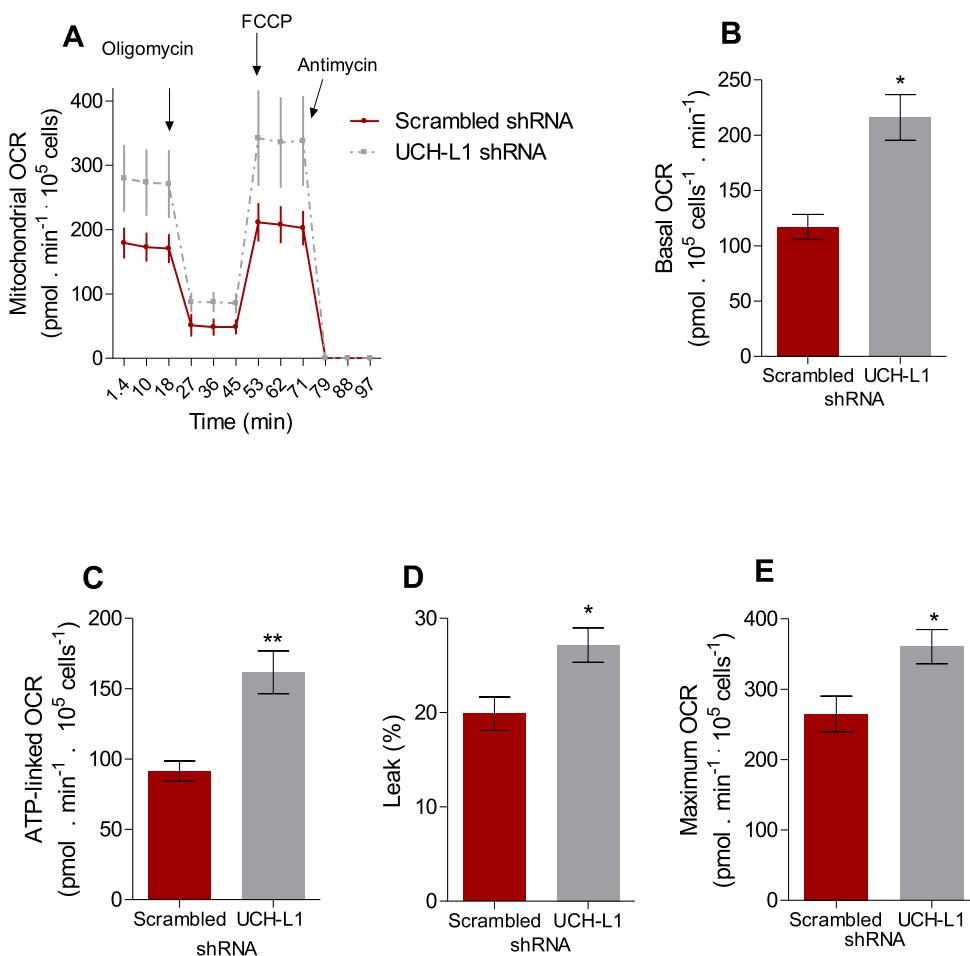 A
Oligomycin
FCCP
Antimycin
Scrambled shRNA
UCH-L1 shRNA
Mitochondrial OCR
(pmol . min⁻¹ · 10⁵ cells)
400
300
200
100
0
1.4 10 18 27 36 45 53 62 71 79 88 97
Time (min)
B
Basal OCR
(pmol . 10⁵ cells⁻¹ . min⁻¹)
250
200
150
100
50
0
*
Scrambled UCH-L1
shRNA
C
ATP-linked OCR
(pmol . min⁻¹ . 10⁵ cells⁻¹)
200
150
100
50
0
**
Scrambled UCH-L1
shRNA
D
Leak (%)
30
20
10
0
*
Scrambled UCH-L1
shRNA
E
Maximum OCR
(pmol . min⁻¹ · 10⁵ cells⁻¹)
400
300
200
100
0
*
Scrambled UCH-L1
shRNA